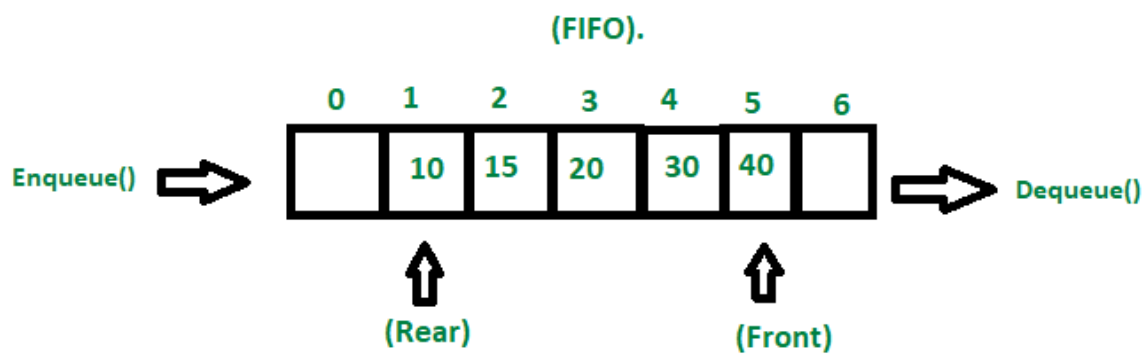 (FIFO).
0 1 2 3 4 5 6
Enqueue() 10 15 20 30 40 Dequeue()
(Rear) (Front)